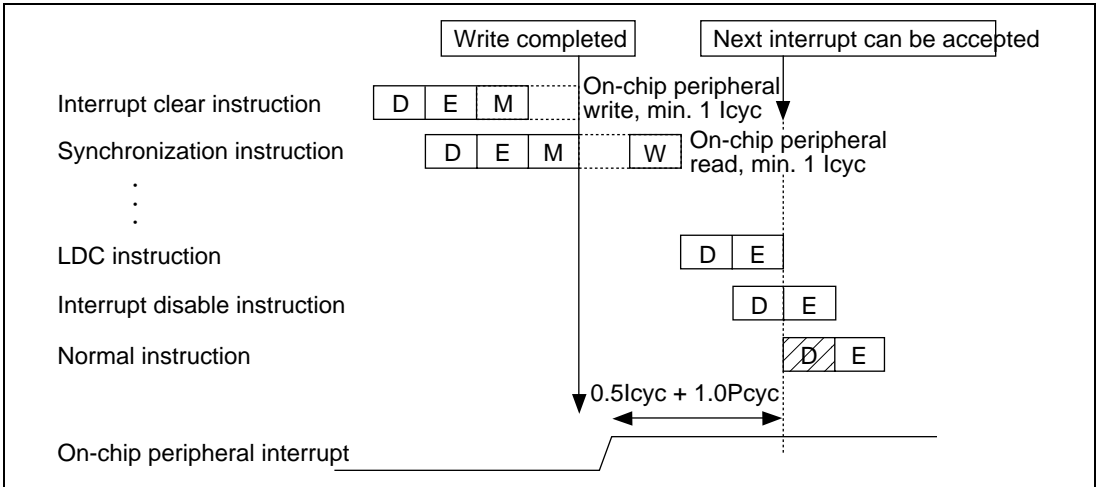 Write completed
Next interrupt can be accepted
Interrupt clear instruction
D E M
On-chip peripheral
write, min. 1 Icyc
Synchronization instruction
D E M W
On-chip peripheral
read, min. 1 Icyc
.
.
.
LDC instruction
D E
Interrupt disable instruction
D E
Normal instruction
D E
0.5Icyc + 1.0Pcyc
On-chip peripheral interrupt